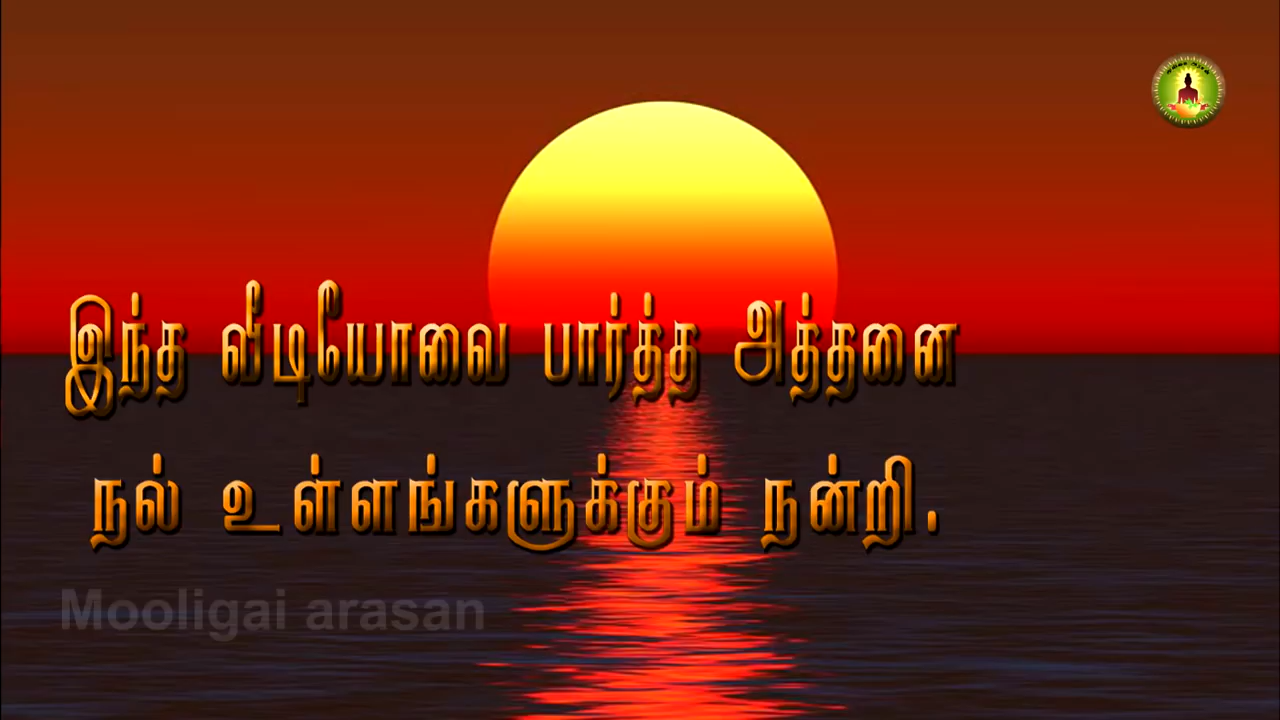 இந்த வீடியோவை பார்த்த அத்தனை
நல் உள்ளங்களுக்கும் நன்றி.
Mooligai arasan